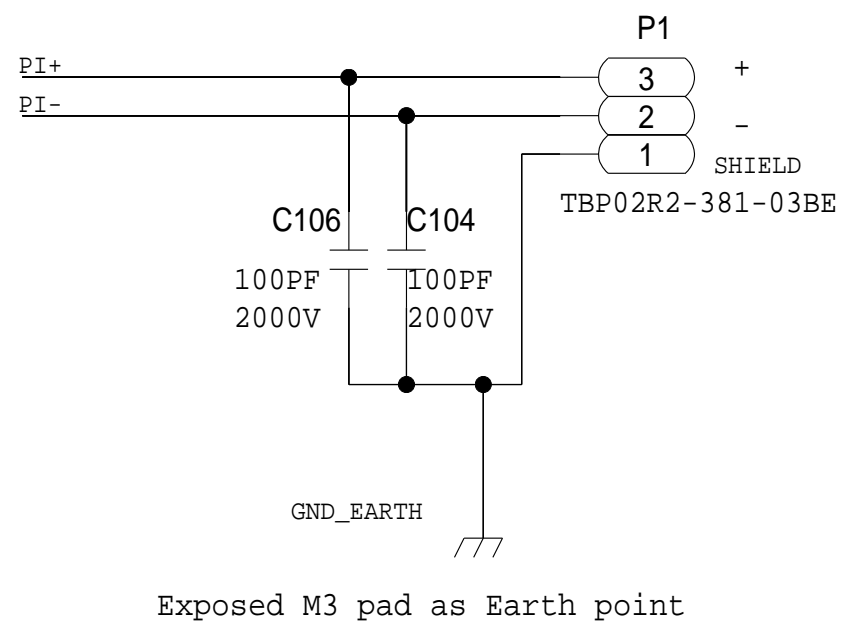 P1
PI+
3
+
PI-
2
-
1
SHIELD
TBP02R2-381-03BE
C106
C104
100PF
100PF
2000V
2000V
GND_EARTH
Exposed M3 pad as Earth point